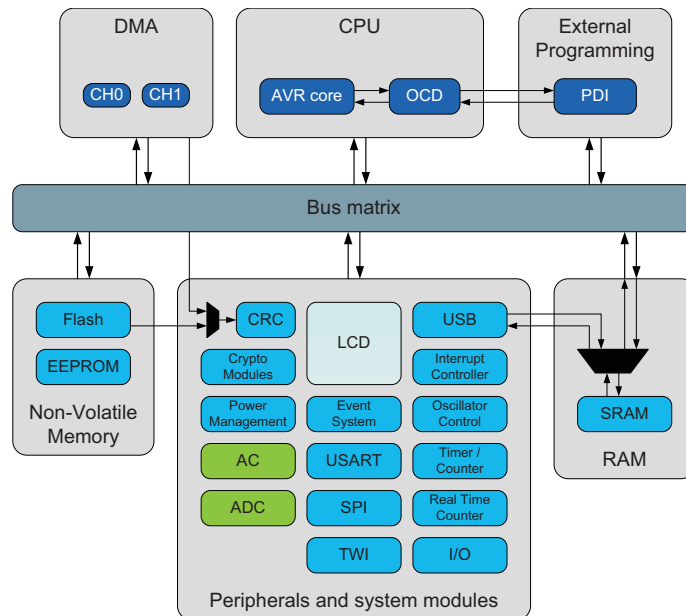 DMA
CH0
CH1
CPU
AVR core
OCD
External
Programming
PDI
Bus matrix
Flash
EEPROM
Non-Volatile
Memory
CRC
LCD
USB
Crypto
Modules
Interrupt
Controller
Power
Management
Event
System
Oscillator
Control
AC
USART
Timer /
Counter
ADC
SPI
Real Time
Counter
TWI
I/O
Peripherals and system modules
SRAM
RAM